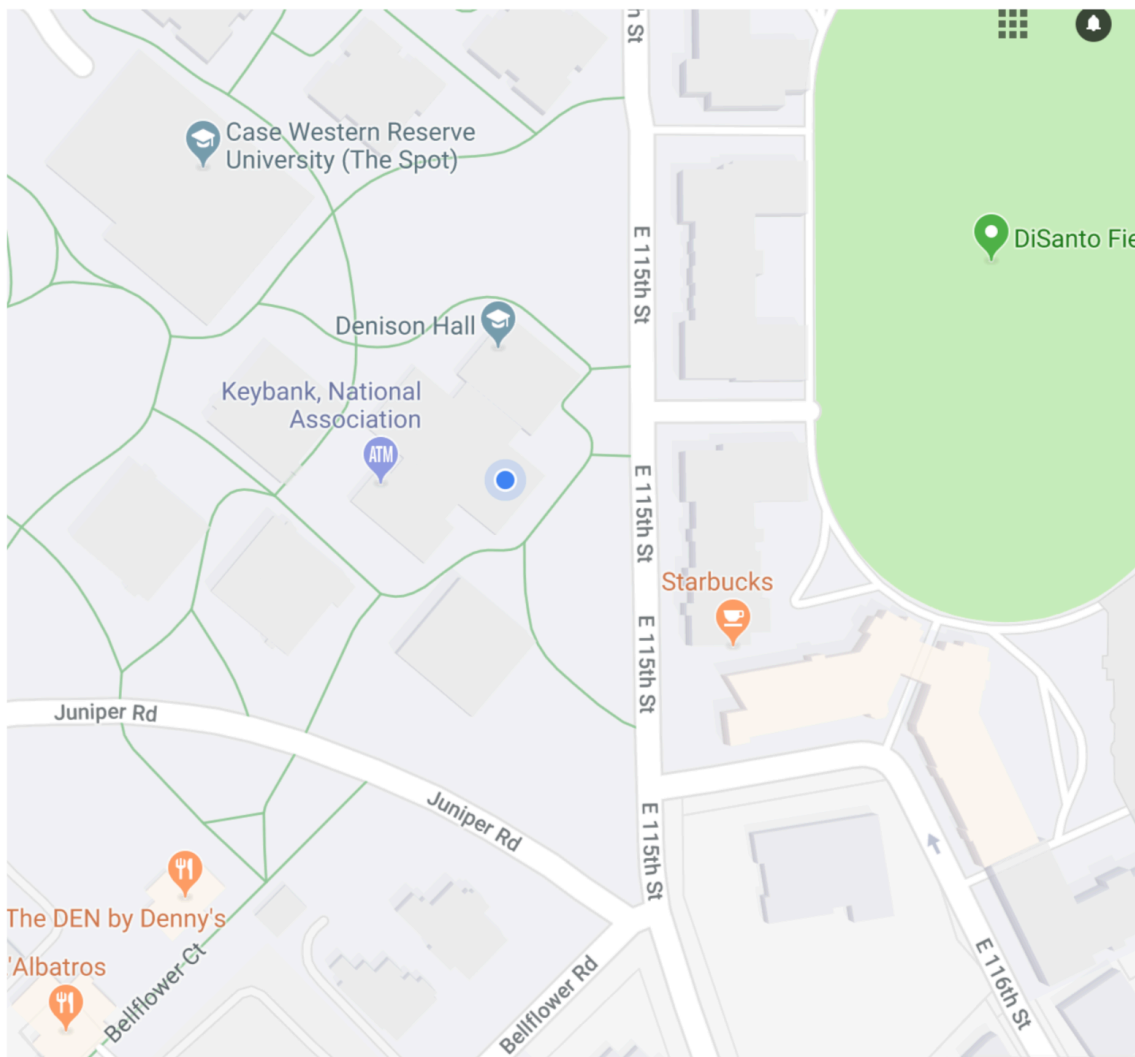 h St
Case Western Reserve
University (The Spot)
E 115th St
DiSanto Fie
Denison Hall
Keybank, National
Association
ATM
E 115th St
Starbucks
E 115th St
Juniper Rd
Juniper Rd
E 115th St
The DEN by Denny's
'Albatros
Bellflower Ct
Bellflower Rd
E 116th St